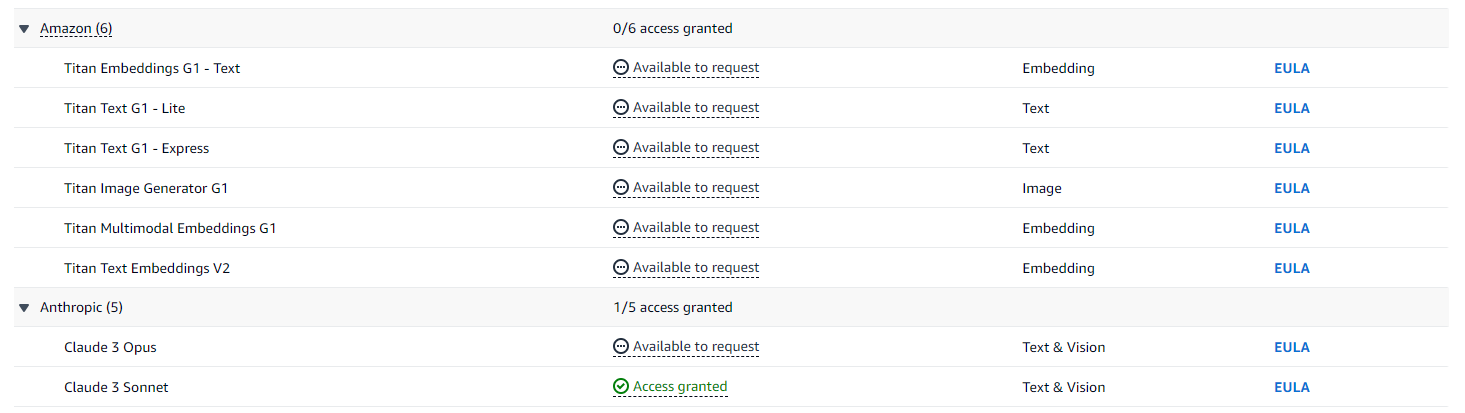 Amazon (6) 0/6 access granted
Titan Embeddings G1 - Text Available to request Embedding EULA
Titan Text G1 - Lite Available to request Text EULA
Titan Text G1 - Express Available to request Text EULA
Titan Image Generator G1 Available to request Image EULA
Titan Multimodal Embeddings G1 Available to request Embedding EULA
Titan Text Embeddings V2 Available to request Embedding EULA
Anthropic (5) 1/5 access granted
Claude 3 Opus Available to request Text & Vision EULA
Claude 3 Sonnet Access granted Text & Vision EULA